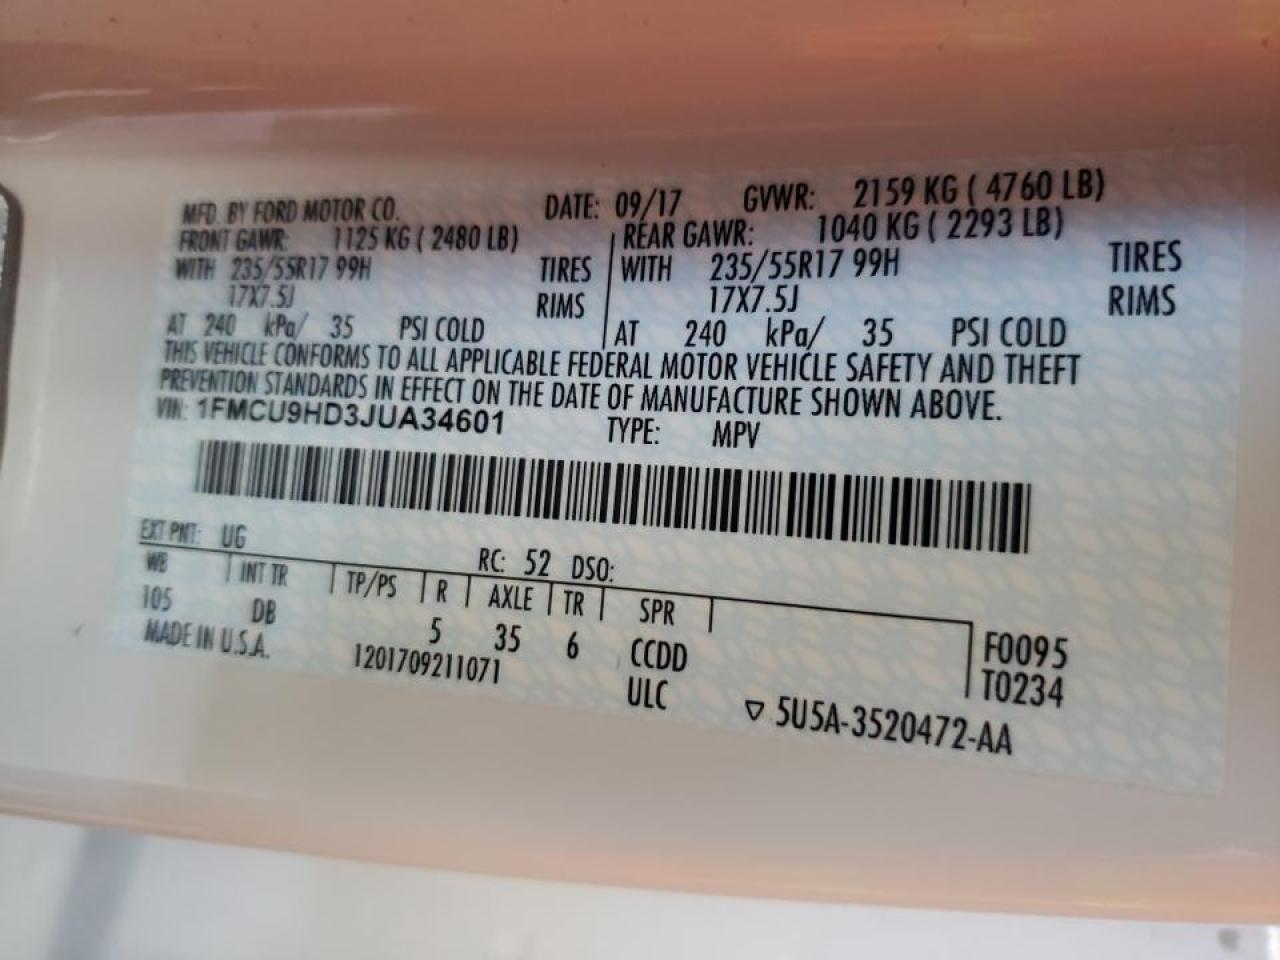 MFD. BY FORD MOTOR CO. DATE: 09/17 GVWR: 2159 KG ( 4760 LB)
FRONT GAWR: 1125 KG ( 2480 LB) REAR GAWR: 1040 KG ( 2293 LB)
WITH 235/55R17 99H TIRES WITH 235/55R17 99H TIRES
17X7.5J RIMS 17X7.5J RIMS
AT 240 kPa/ 35 PSI COLD AT 240 kPa/ 35 PSI COLD
THIS VEHICLE CONFORMS TO ALL APPLICABLE FEDERAL MOTOR VEHICLE SAFETY AND THEFT
PREVENTION STANDARDS IN EFFECT ON THE DATE OF MANUFACTURE SHOWN ABOVE.
VIN: 1FMCU9HD3JUA34601 TYPE: MPV
EXT PNT: UG RC: 52 DSO:
WB INT TR TP/PS R AXLE TR SPR
105 DB 5 35 6 CCDD F0095
MADE IN U.S.A. 1201709211071 ULC T0234
▽ 5U5A-3520472-AA